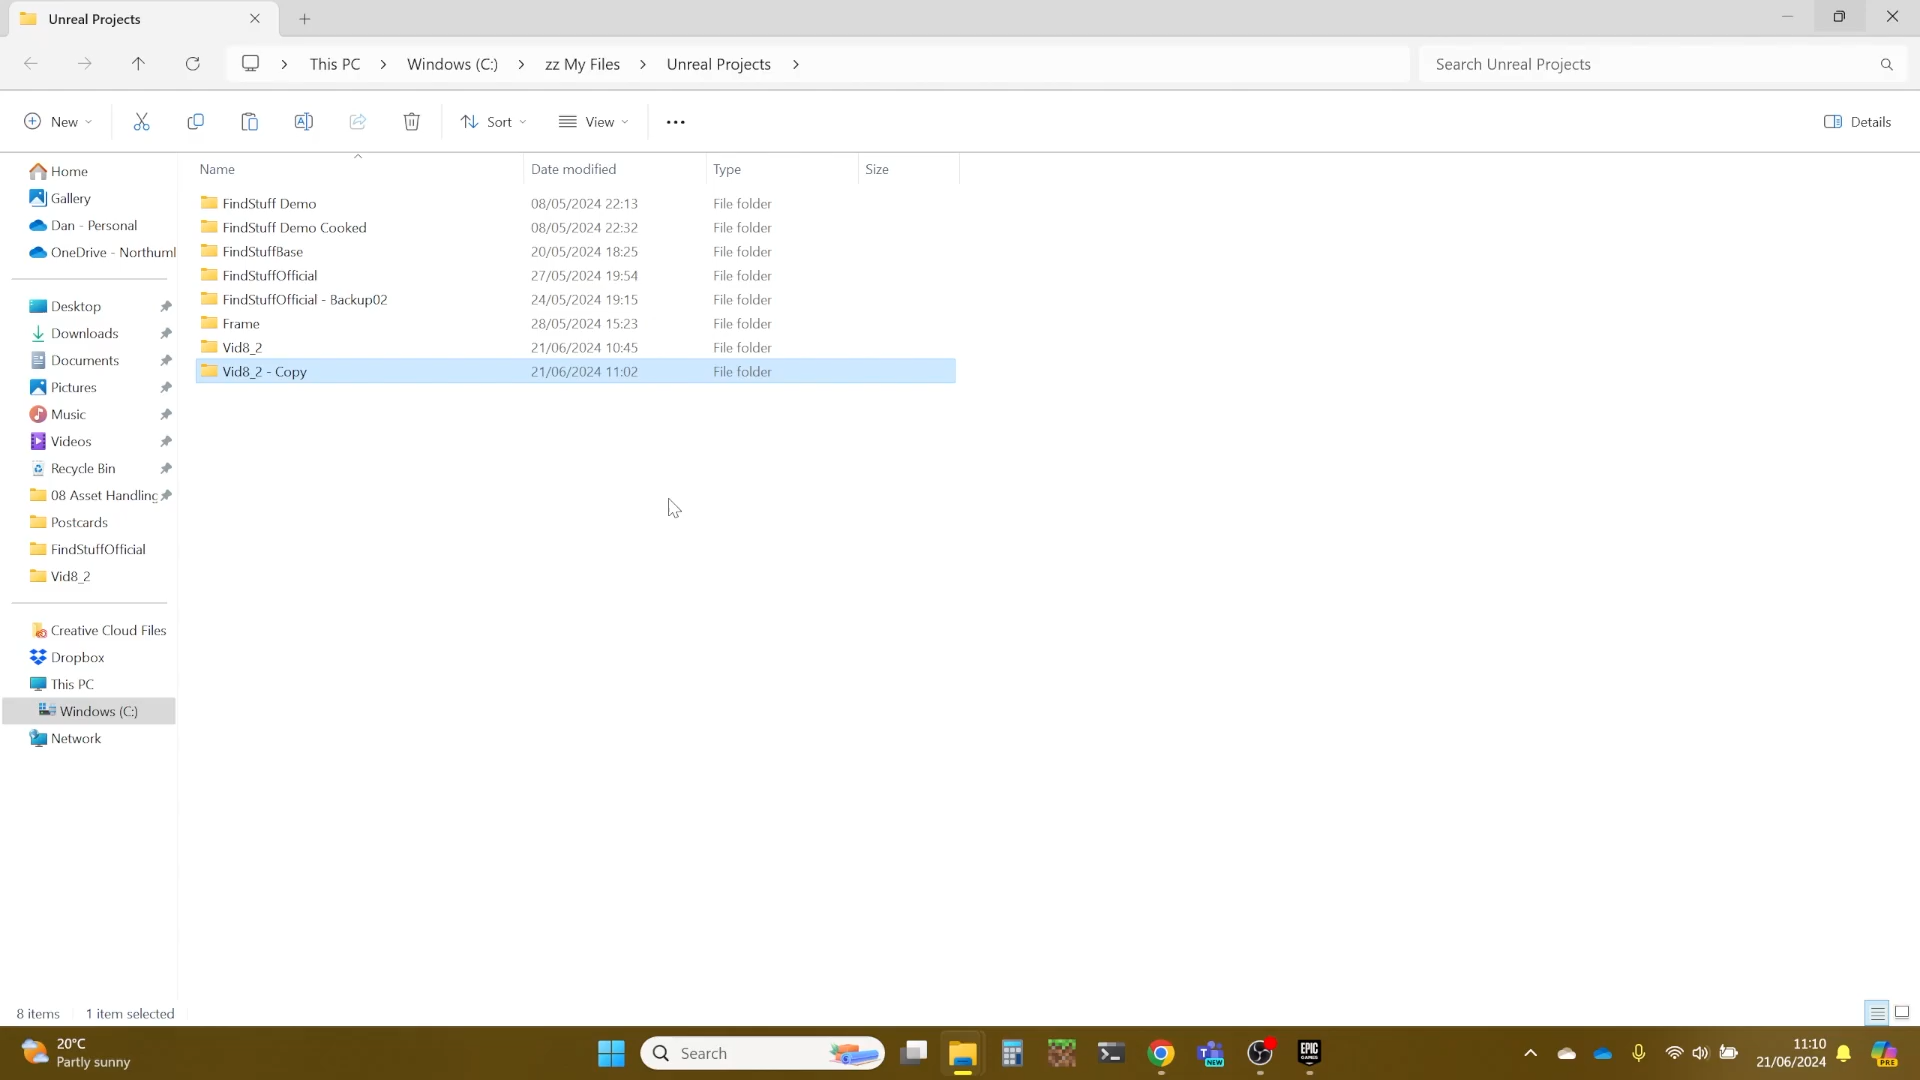 Unreal Projects
This PC > Windows (C:) > zz My Files > Unreal Projects >
Search Unreal Projects
New
Sort
View
Details
Name Date modified Type Size
FindStuff Demo 08/05/2024 22:13 File folder
FindStuff Demo Cooked 08/05/2024 22:32 File folder
FindStuffBase 20/05/2024 18:25 File folder
FindStuffOfficial 27/05/2024 19:54 File folder
FindStuffOfficial - Backup02 24/05/2024 19:15 File folder
Frame 28/05/2024 15:23 File folder
Vid8_2 21/06/2024 10:45 File folder
Vid8_2 - Copy 21/06/2024 11:02 File folder
Home
Gallery
Dan - Personal
OneDrive - Northuml
Desktop
Downloads
Documents
Pictures
Music
Videos
Recycle Bin
08 Asset Handling
Postcards
FindStuffOfficial
Vid8_2
Creative Cloud Files
Dropbox
This PC
Windows (C:)
Network
8 items 1 item selected
20°C
Partly sunny
Search
NEW
EPIC
GAMES
11:10
21/06/2024
PRE